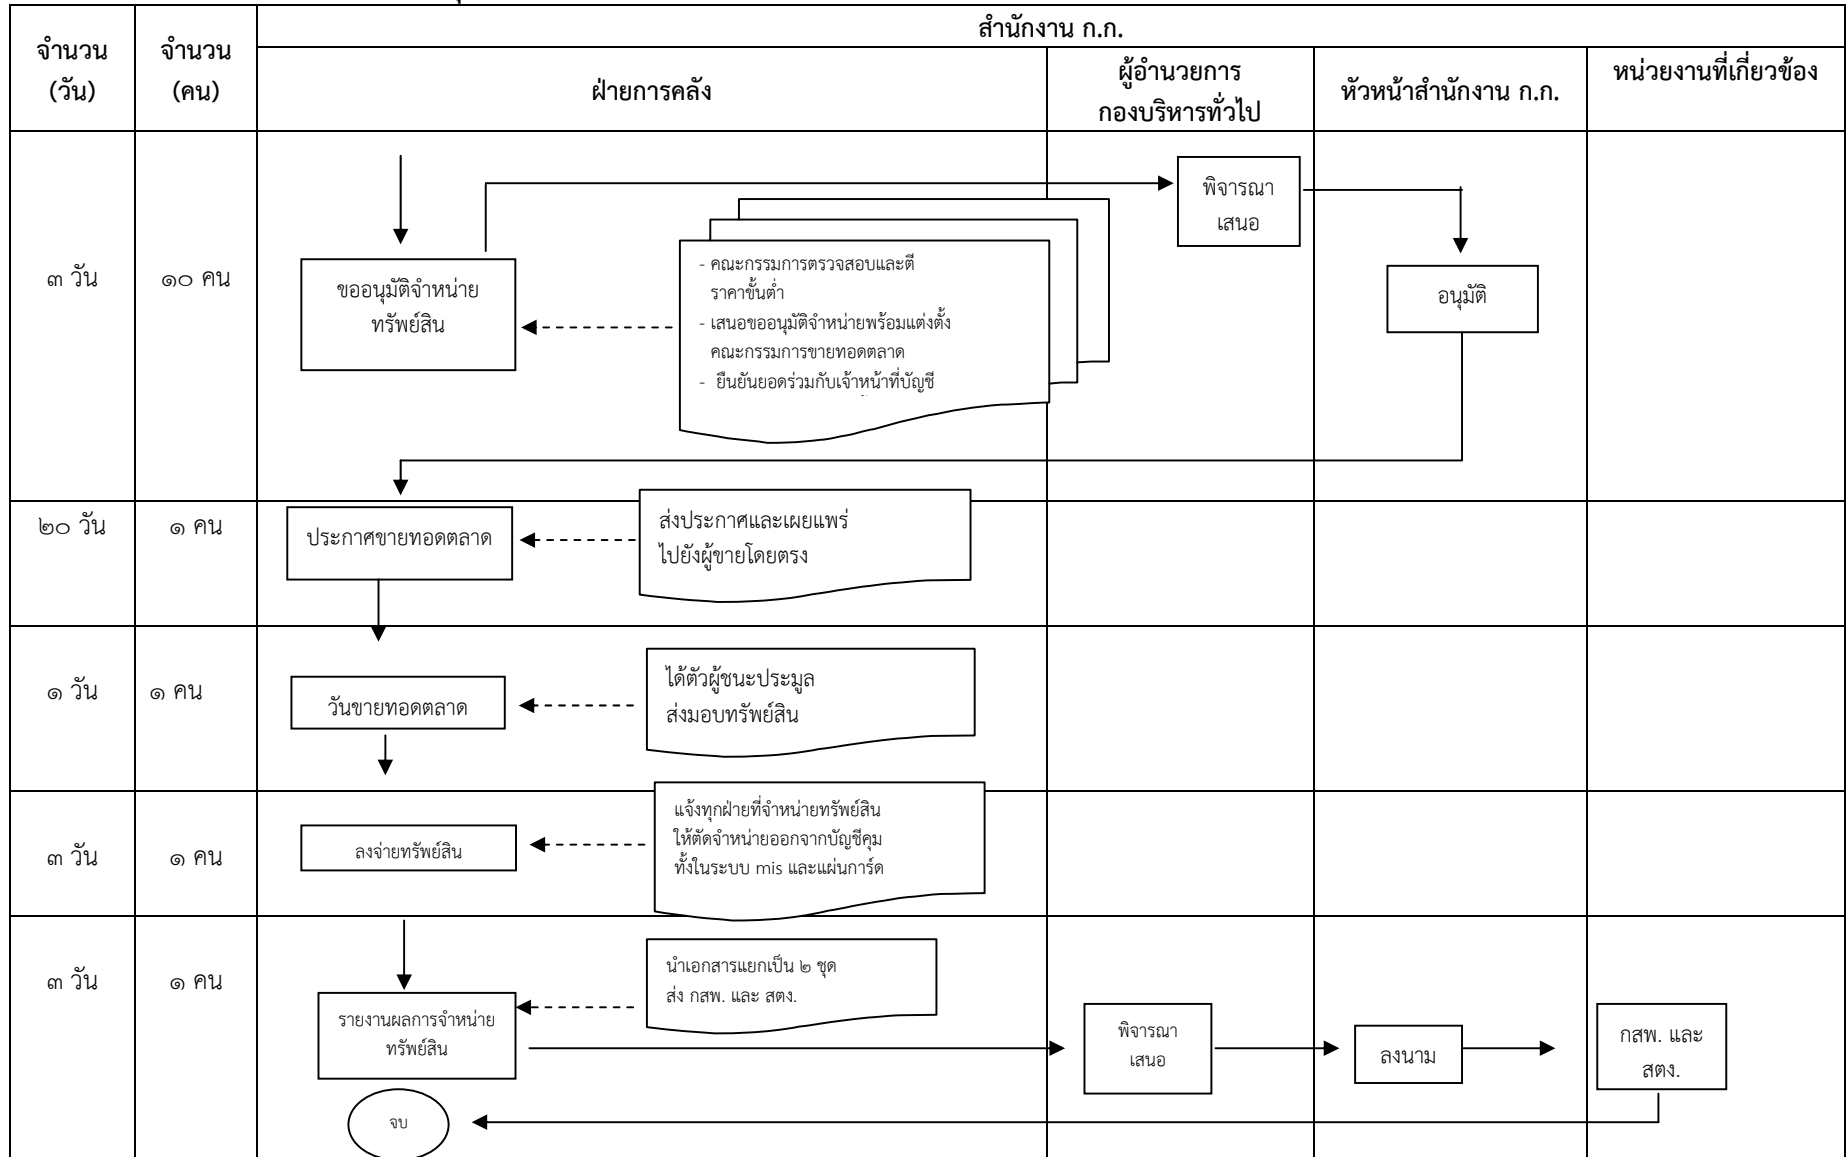 สำนักงาน ก.ก.
จำนวน
(วัน)
จำนวน
(คน)
ฝ่ายการคลัง
ผู้อำนวยการ
กองบริหารทั่วไป
หัวหน้าสำนักงาน ก.ก.
หน่วยงานที่เกี่ยวข้อง
๓ วัน
๑๐ คน
ขออนุมัติจำหน่าย
ทรัพย์สิน
- คณะกรรมการตรวจสอบและตี
ราคาขั้นต่ำ
- เสนอขออนุมัติจำหน่ายพร้อมแต่งตั้ง
คณะกรรมการขายทอดตลาด
- ยืนยันยอดร่วมกับเจ้าหน้าที่บัญชี
พิจารณา
เสนอ
อนุมัติ
๒๐ วัน
๑ คน
ประกาศขายทอดตลาด
ส่งประกาศและเผยแพร่
ไปยังผู้ขายโดยตรง
๑ วัน
๑ คน
วันขายทอดตลาด
ได้ตัวผู้ชนะประมูล
ส่งมอบทรัพย์สิน
๓ วัน
๑ คน
ลงจ่ายทรัพย์สิน
แจ้งทุกฝ่ายที่จำหน่ายทรัพย์สิน
ให้ตัดจำหน่ายออกจากบัญชีคุม
ทั้งในระบบ mis และแผ่นการ์ด
๓ วัน
๑ คน
รายงานผลการจำหน่าย
ทรัพย์สิน
นำเอกสารแยกเป็น ๒ ชุด
ส่ง กสพ. และ สตง.
พิจารณา
เสนอ
ลงนาม
กสพ. และ
สตง.
จบ